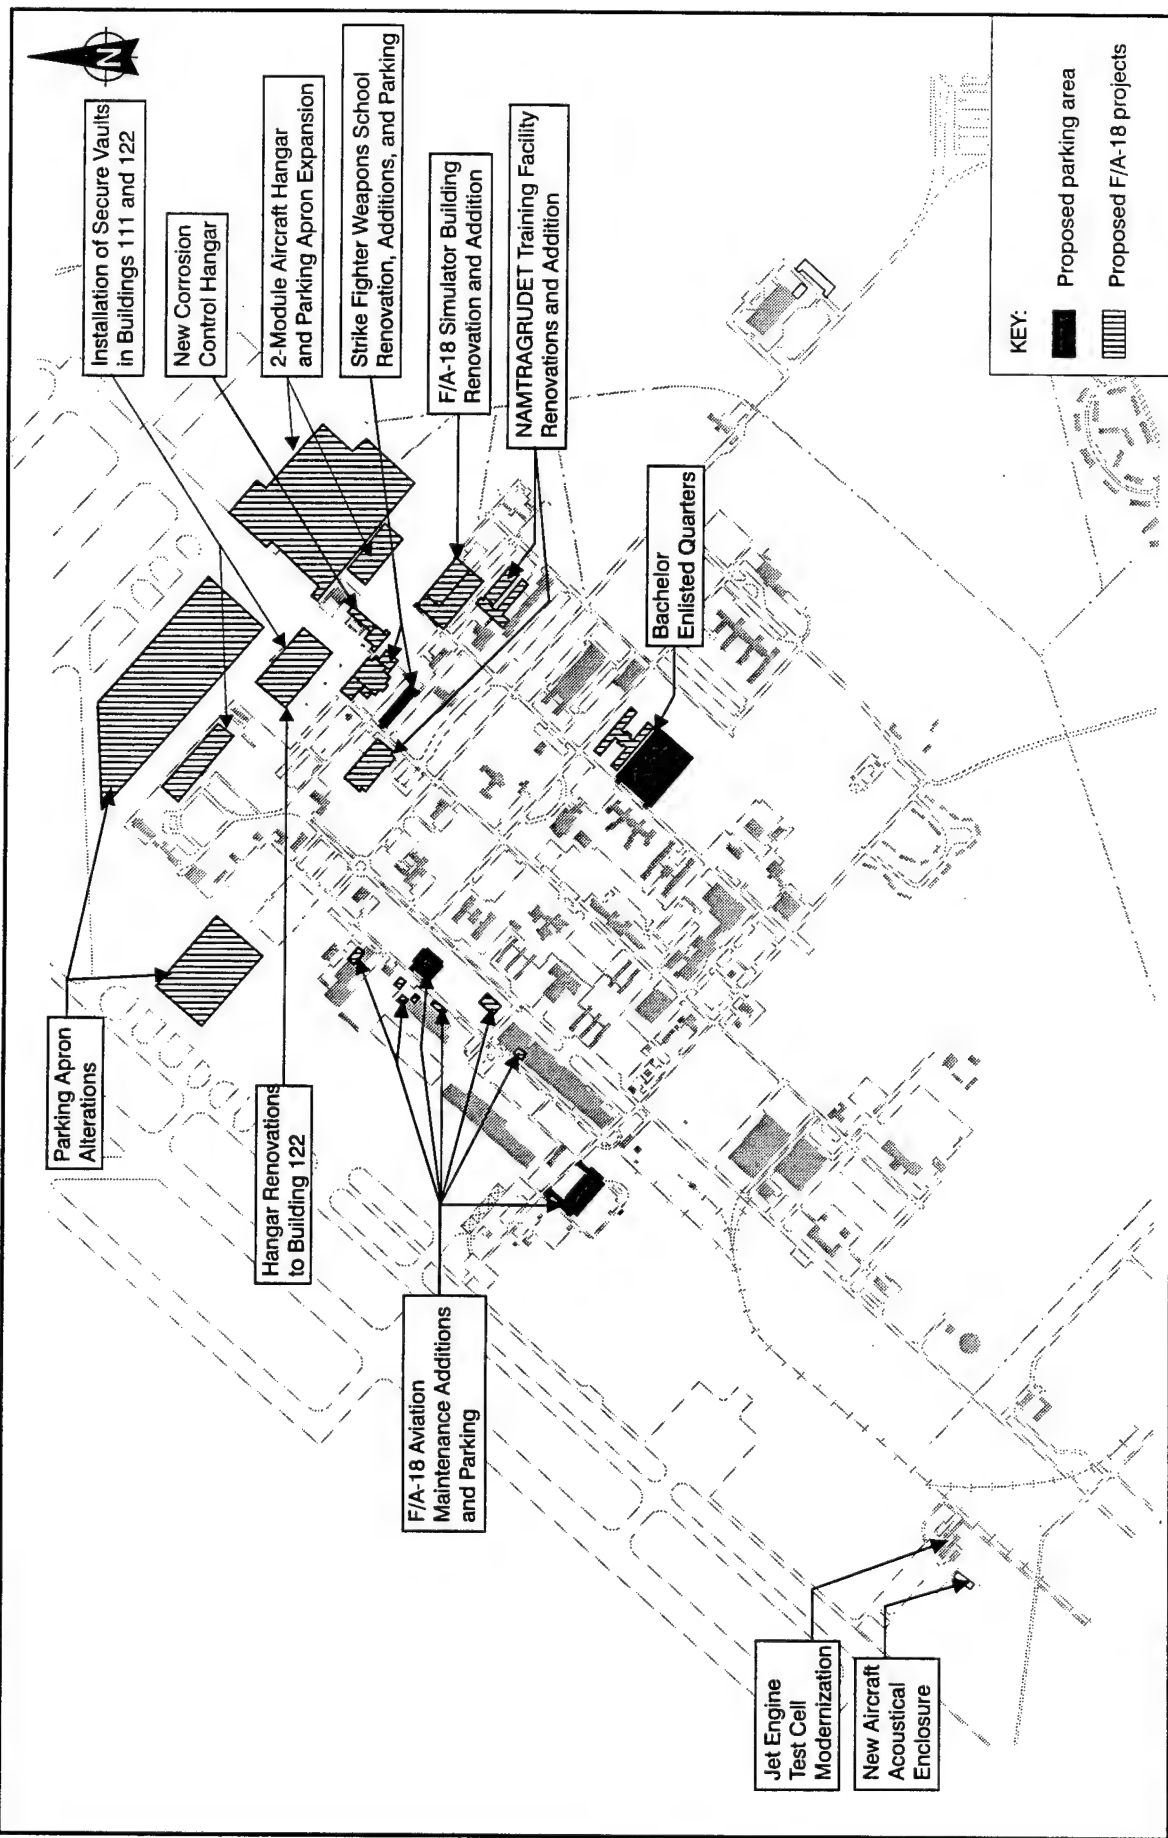 N
Installation of Secure Vaults
in Buildings 111 and 122
New Corrosion
Control Hangar
2-Module Aircraft Hangar
and Parking Apron Expansion
Strike Fighter Weapons School
Renovation, Additions, and Parking
F/A-18 Simulator Building
Renovation and Addition
NAMTRAGRUDET Training Facility
Renovations and Addition
Bachelor
Enlisted Quarters
Parking Apron
Alterations
Hangar Renovations
to Building 122
F/A-18 Aviation
Maintenance Additions
and Parking
Jet Engine
Test Cell
Modernization
New Aircraft
Acoustical
Enclosure
KEY:
Proposed parking area
Proposed F/A-18 projects